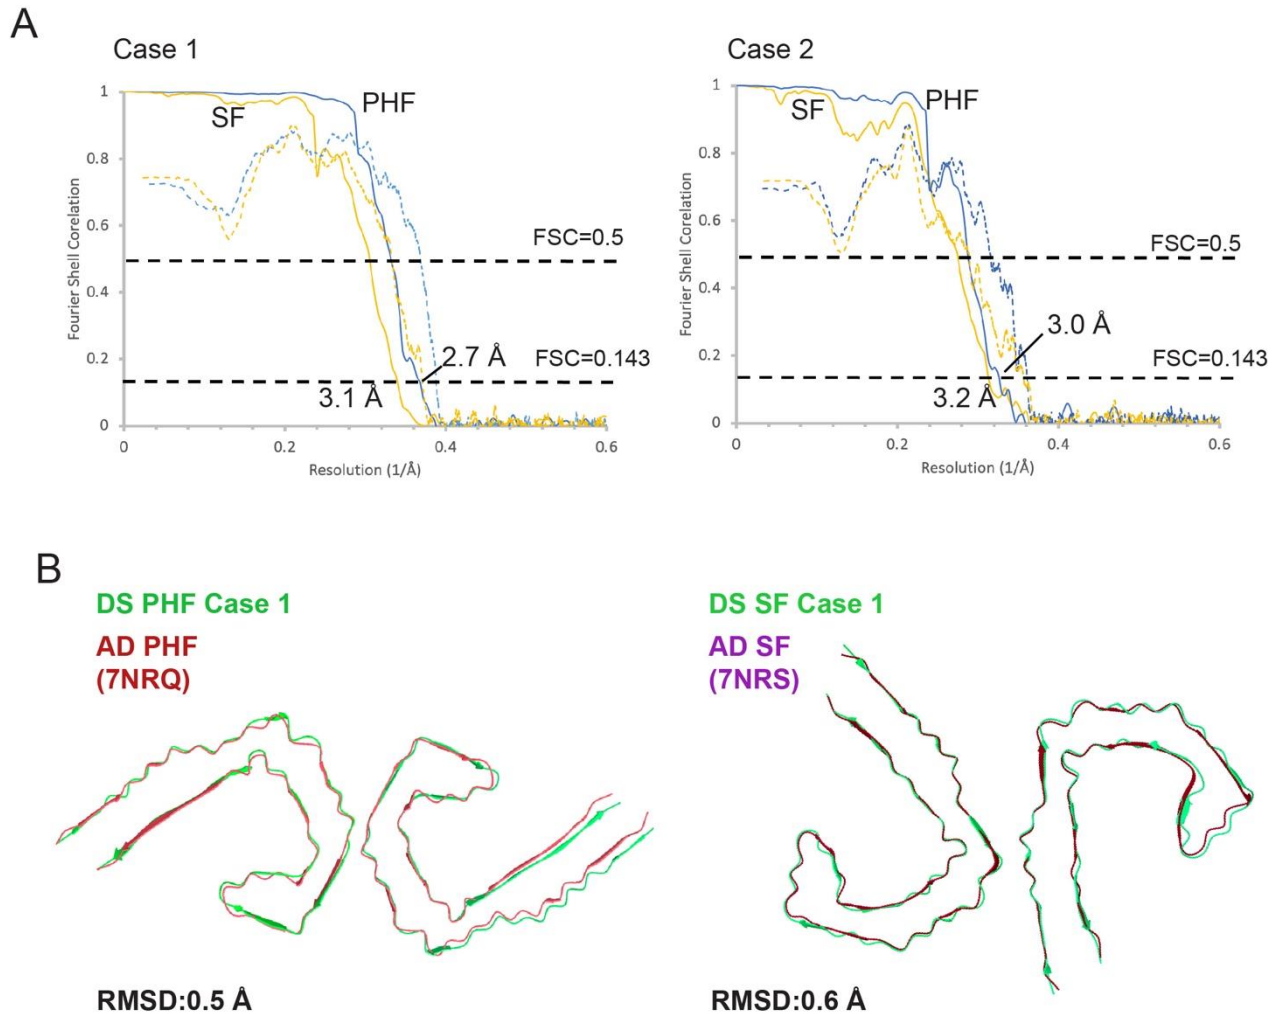 A
Case 1
1
0.8
0.6
0.4
0.2
0
Fourier Shell Corelation
SF
PHF
FSC=0.5
2.7 Å
FSC=0.143
3.1 Å
0
0.2
0.4
0.6
Resolution (1/Å)
Case 2
1
0.8
0.6
0.4
0.2
0
Fourier Shell Corelation
SF
PHF
FSC=0.5
3.0 Å
FSC=0.143
3.2 Å
0
0.2
0.4
0.6
Resolution (1/Å)
B
DS PHF Case 1
AD PHF
(7NRQ)
RMSD:0.5 Å
DS SF Case 1
AD SF
(7NRS)
RMSD:0.6 Å